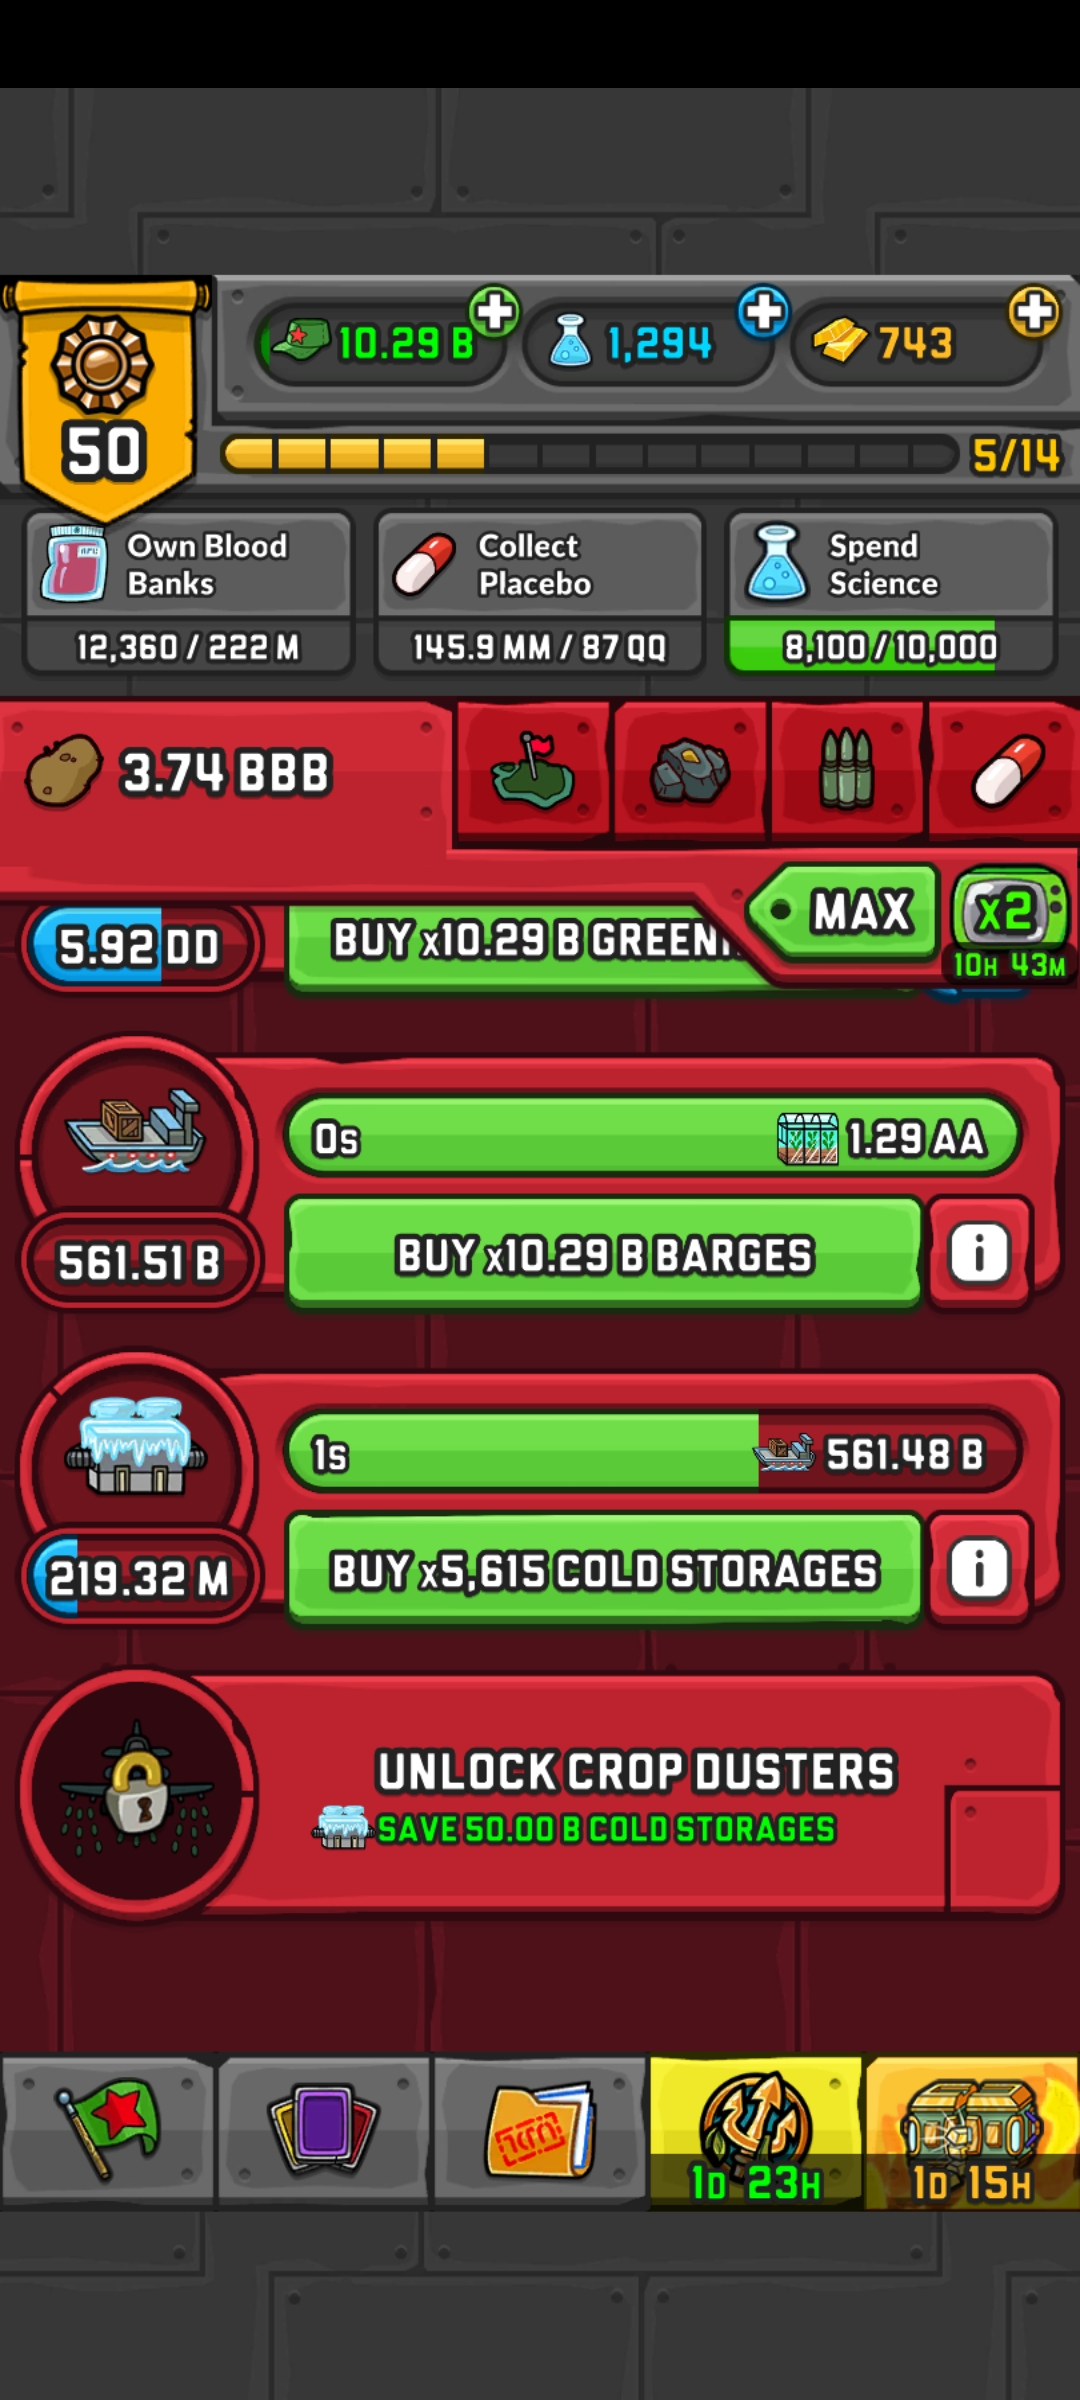 10.29 B
1,294
743
50
5/14
Own Blood
Banks
12,360 / 222 M
Collect
Placebo
145.9 MM / 87 QQ
Spend
Science
8,100 / 10,000
3.74 BBB
MAX
x2
10H 43M
5.92 DD
BUY x10.29 B
0s
1.29 AA
561.51 B
BUY x10.29 B BARGES
i
1s
561.48 B
219.32 M
BUY x5,615 COLD STORAGES
i
UNLOCK CROP DUSTERS
SAVE 50.00 B COLD STORAGES
1D 23H
1D 15H